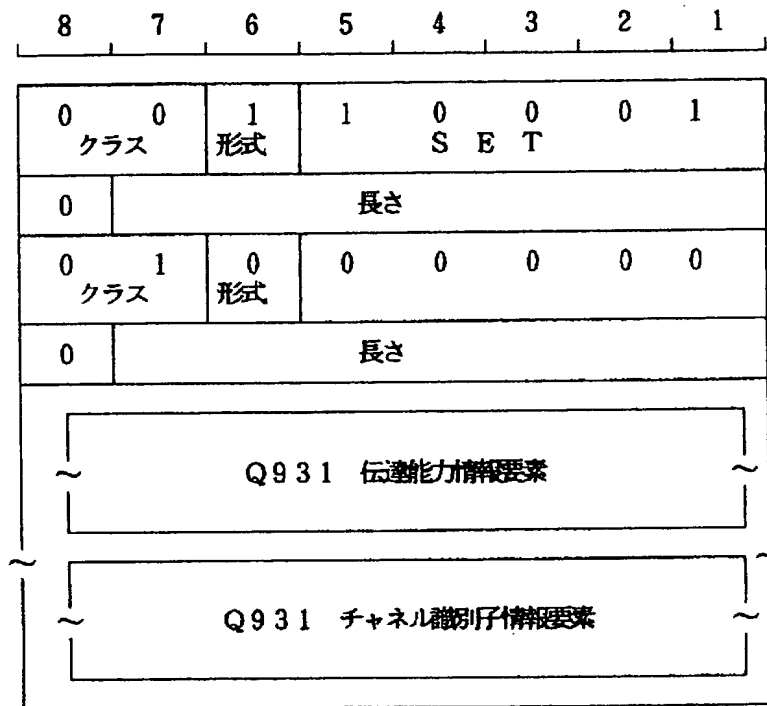 8 7 6 5 4 3 2 1
0 0 1 1 0 0 0 1
クラス 形式 S E T
0 長さ
0 1 0 0 0 0 0 0
クラス 形式
0 長さ
Q931 伝達能力情報要素
Q931 チャネル識別子情報要素